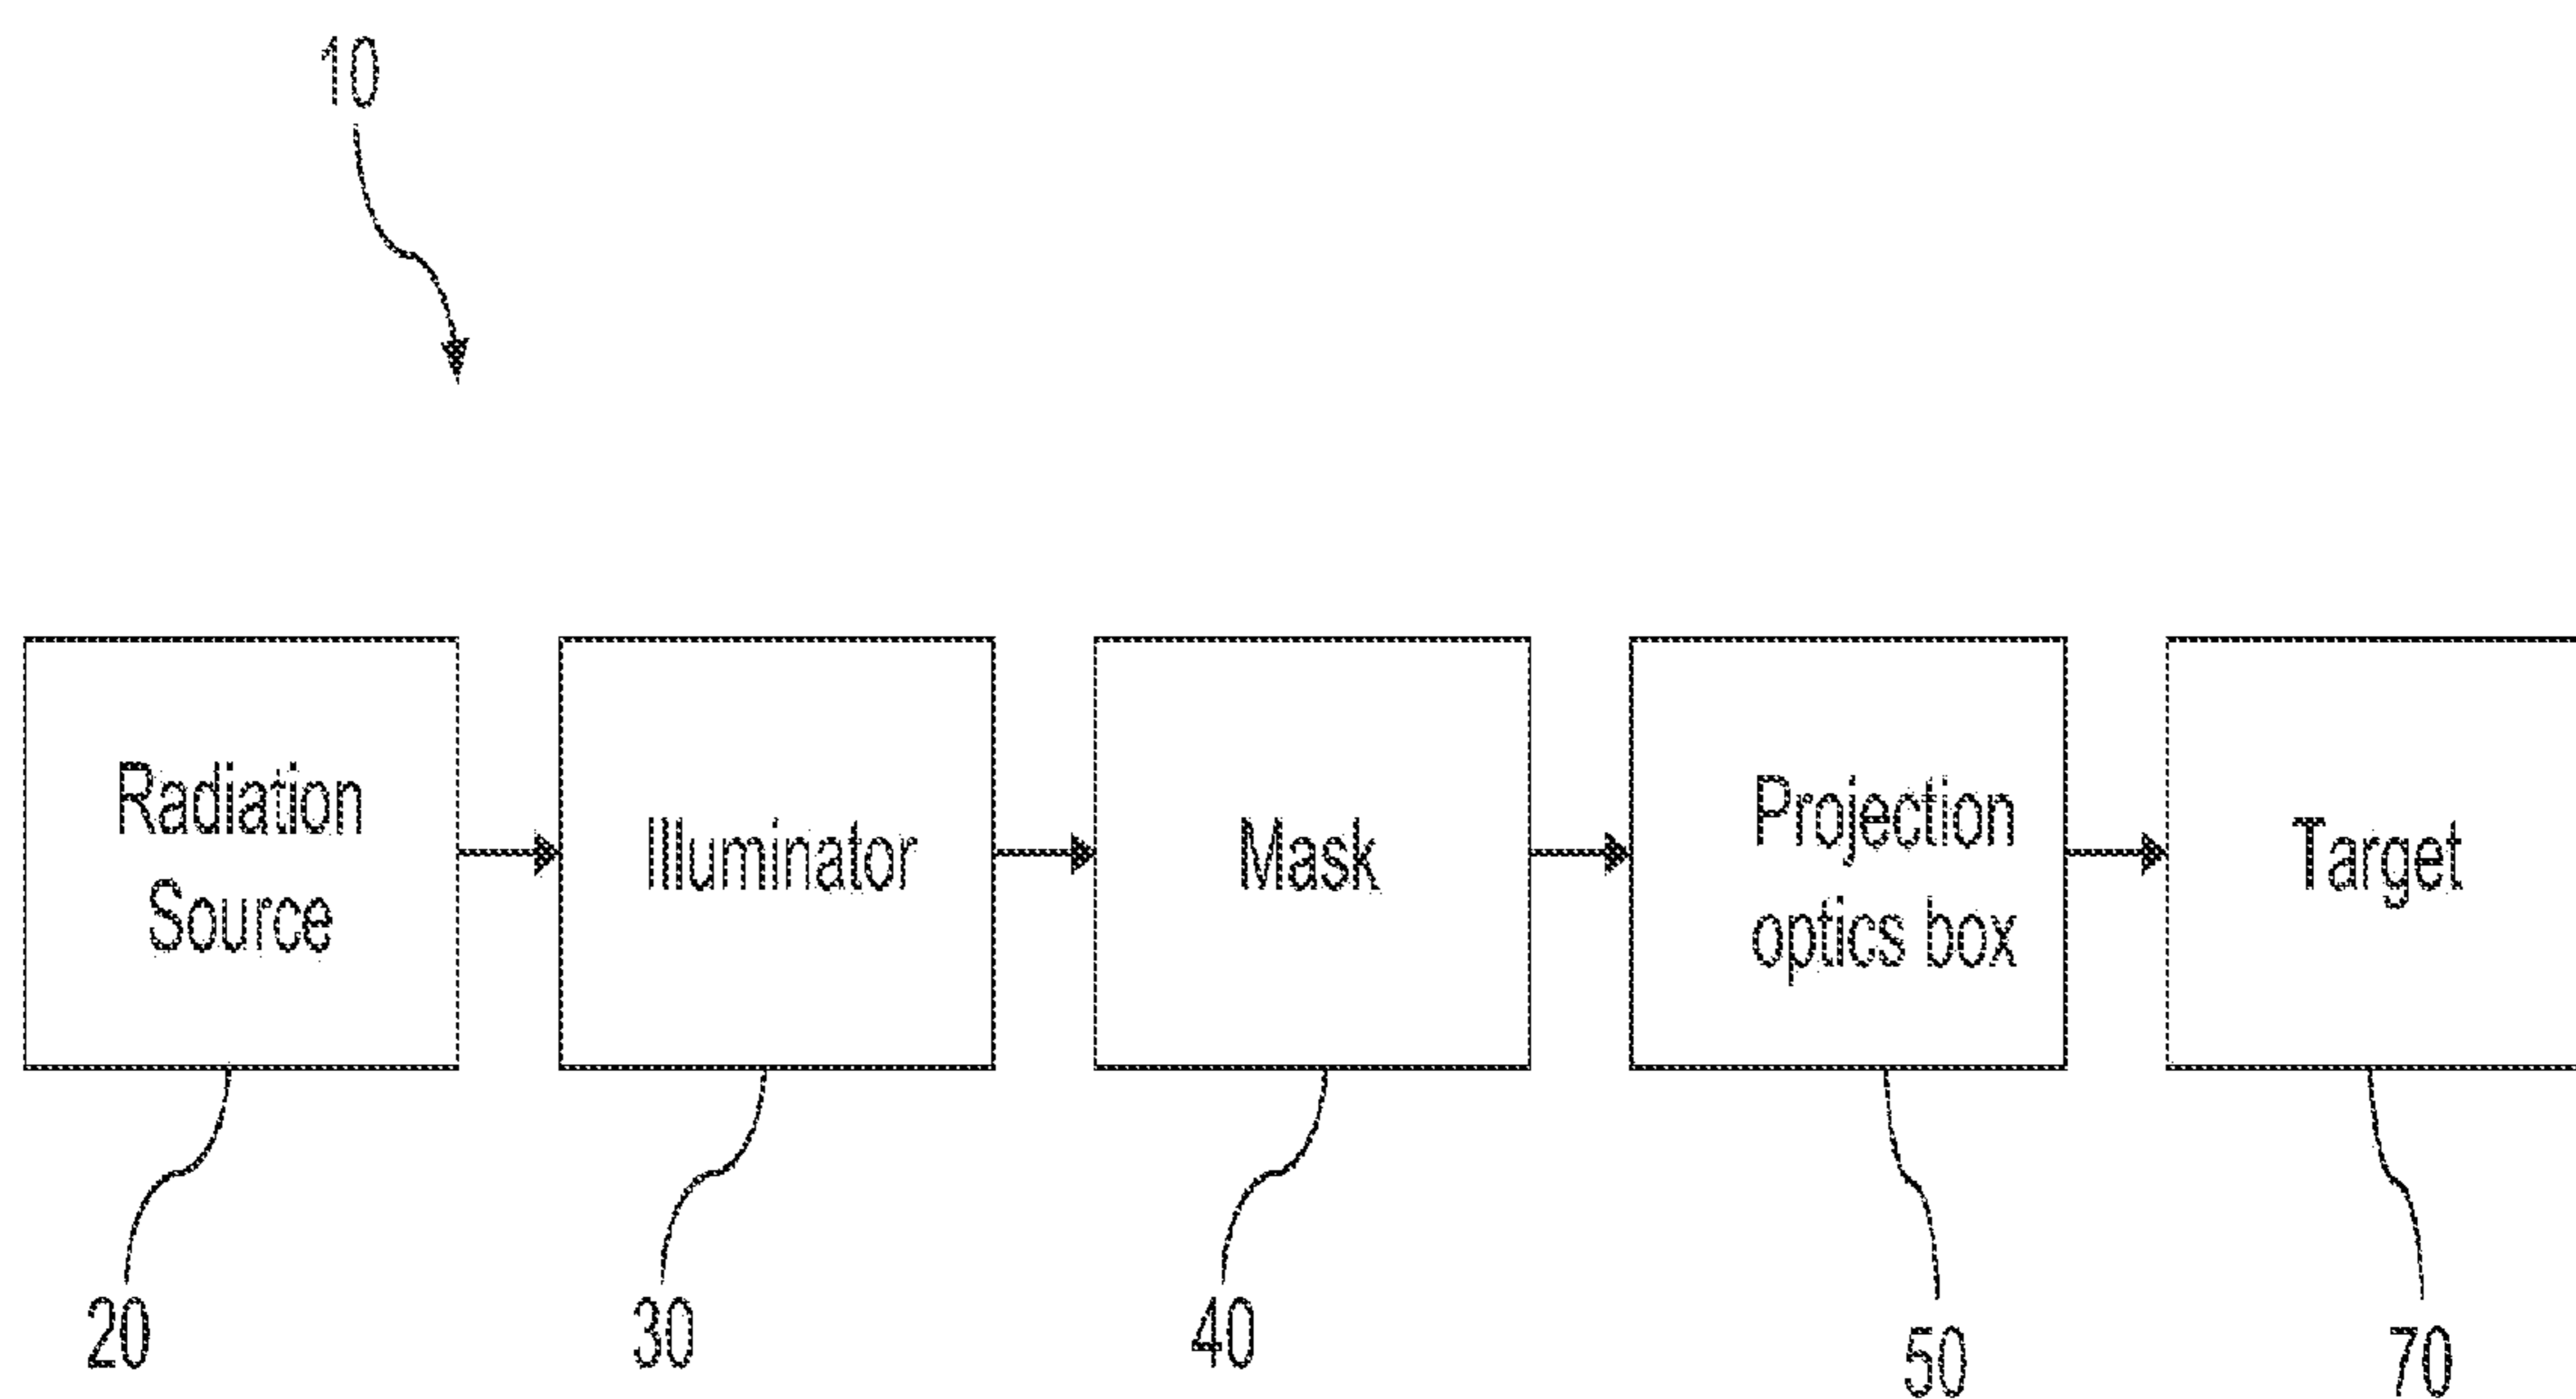 10
Radiation
Source
Illuminator
Mask
Projection
optics box
Target
20
30
40
50
70